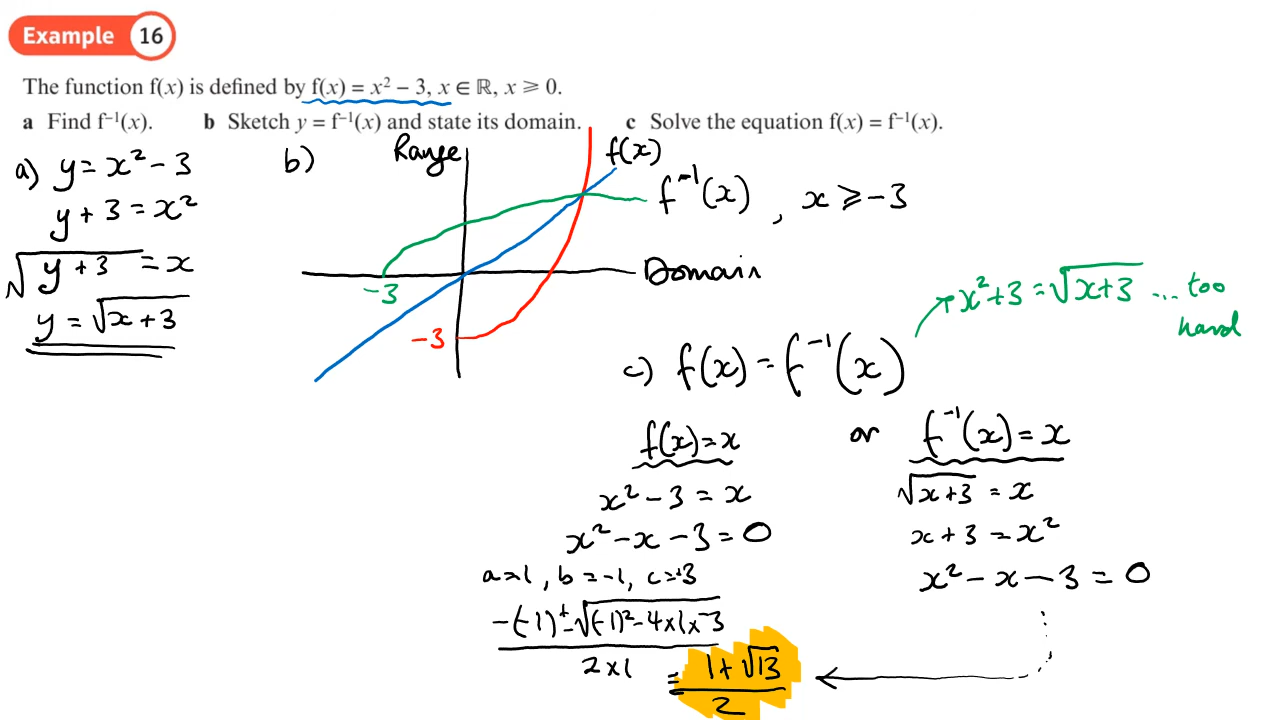 Example 16
The function f(x) is defined by f(x) = x² − 3, x ∈ ℝ, x ⩾ 0.
a Find f⁻¹(x). b Sketch y = f⁻¹(x) and state its domain. c Solve the equation f(x) = f⁻¹(x).
a) y = x² − 3
y + 3 = x²
√(y + 3) = x
y = √(x + 3)
b) Range
f(x)
f⁻¹(x), x ⩾ −3
Domain
−3
−3
x² + 3 = √(x + 3) ... too
hard
c) f(x) = f⁻¹(x)
f(x) = x or f⁻¹(x) = x
x² − 3 = x
x² − x − 3 = 0
a = 1, b = −1, c = −3
−(−1) ± √((−1)² − 4×1×−3)
2×1
= 1 + √13
2
√(x + 3) = x
x + 3 = x²
x² − x − 3 = 0